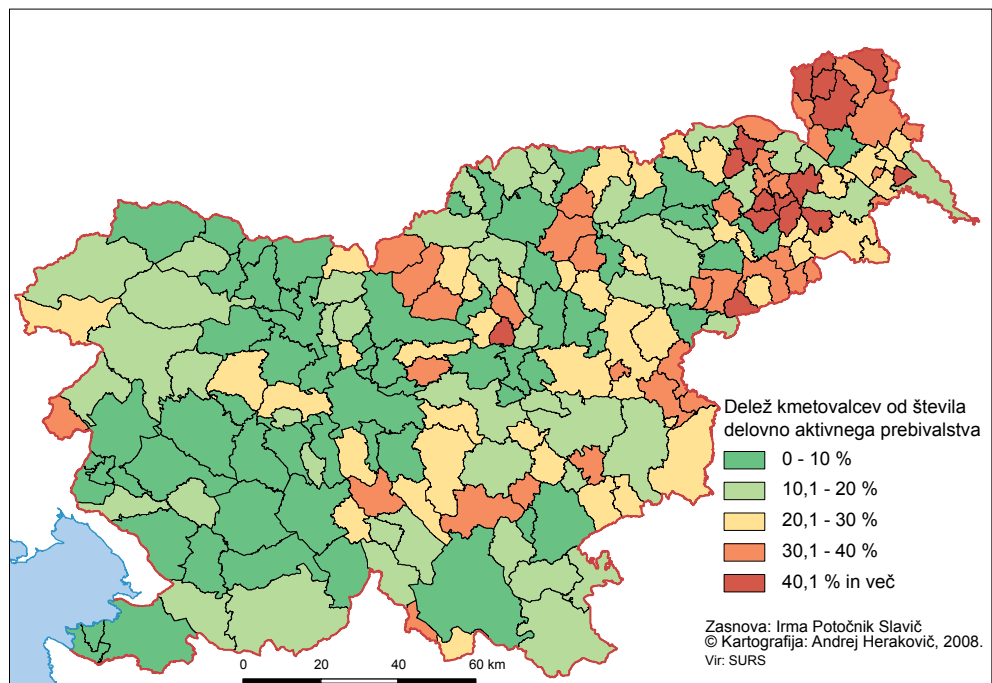 Delež kmetovalcev od števila
delovno aktivnega prebivalstva
0 - 10 %
10,1 - 20 %
20,1 - 30 %
30,1 - 40 %
40,1 % in več
Zasnova: Irma Potočnik Slavič
© Kartografija: Andrej Herakovič, 2008.
Vir: SURS
0 20 40 60 km